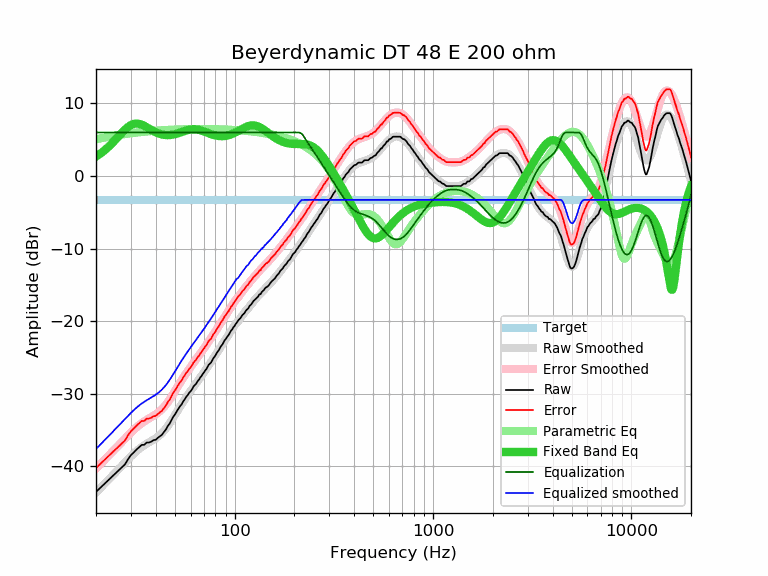 Beyerdynamic DT 48 E 200 ohm
10
0
−10
−20
−30
−40
Amplitude (dBr)
Target
Raw Smoothed
Error Smoothed
Raw
Error
Parametric Eq
Fixed Band Eq
Equalization
Equalized smoothed
100 1000 10000
Frequency (Hz)